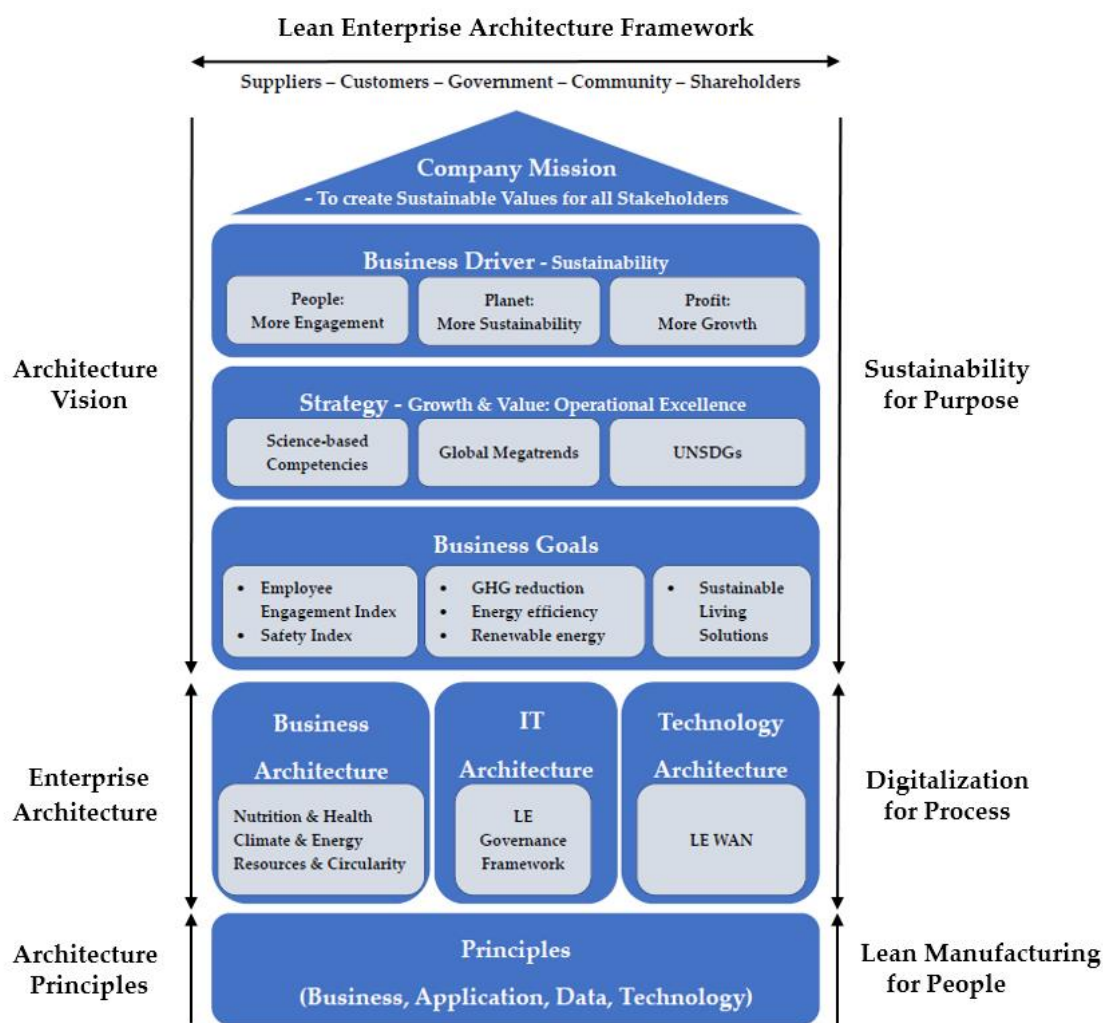 Lean Enterprise Architecture Framework
Suppliers – Customers – Government – Community – Shareholders
Company Mission
- To create Sustainable Values for all Stakeholders
Business Driver - Sustainability
People:
More Engagement
Planet:
More Sustainability
Profit:
More Growth
Architecture
Vision
Sustainability
for Purpose
Strategy - Growth & Value: Operational Excellence
Science-based
Competencies
Global Megatrends
UNSDGs
Business Goals
• Employee
Engagement Index
• Safety Index
• GHG reduction
• Energy efficiency
• Renewable energy
• Sustainable
Living
Solutions
Enterprise
Architecture
Business
Architecture
Nutrition & Health
Climate & Energy
Resources & Circularity
IT
Architecture
LE
Governance
Framework
Technology
Architecture
LE WAN
Digitalization
for Process
Architecture
Principles
Principles
(Business, Application, Data, Technology)
Lean Manufacturing
for People